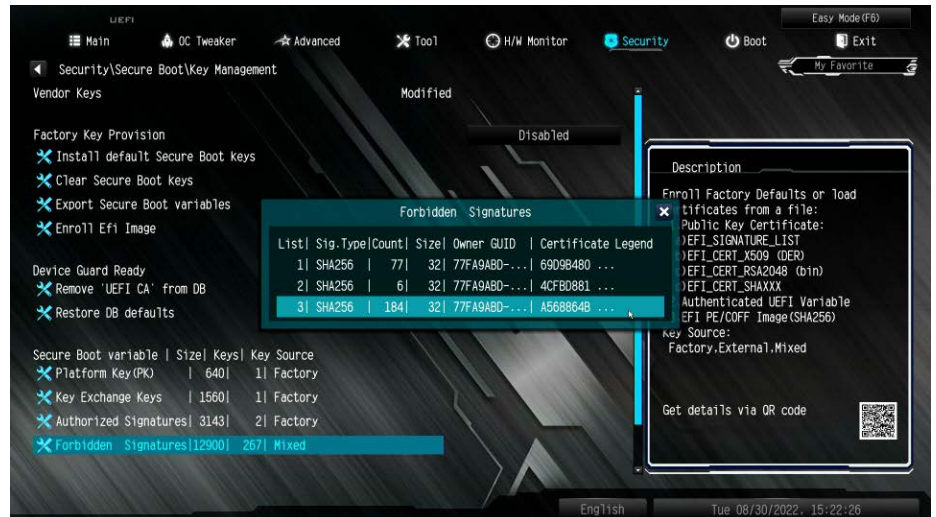 UEFI
Easy Mode(F6)
Main OC Tweaker Advanced Tool H/W Monitor Security Boot Exit
Security\Secure Boot\Key Management
My Favorite
Vendor Keys Modified
Factory Key Provision Disabled
Install default Secure Boot keys
Clear Secure Boot keys
Export Secure Boot variables
Enroll Efi Image
Device Guard Ready
Remove 'UEFI CA' from DB
Restore DB defaults
Secure Boot variable | Size| Keys| Key Source
Platform Key(PK) | 640| 1| Factory
Key Exchange Keys | 1560| 1| Factory
Authorized Signatures| 3143| 2| Factory
Forbidden Signatures|12900| 267| Mixed
Forbidden Signatures
List| Sig.Type|Count| Size| Owner GUID | Certificate Legend
1| SHA256 | 77| 32| 77FA9ABD-...| 69D9B480 ...
2| SHA256 | 6| 32| 77FA9ABD-...| 4CFBD881 ...
3| SHA256 | 184| 32| 77FA9ABD-...| A568864B ...
Description
Enroll Factory Defaults or load
tificates from a file:
Public Key Certificate:
)EFI_SIGNATURE_LIST
)EFI_CERT_X509 (DER)
)EFI_CERT_RSA2048 (bin)
)EFI_CERT_SHAXXX
Authenticated UEFI Variable
EFI PE/COFF Image(SHA256)
Key Source:
Factory,External,Mixed
Get details via QR code
English
Tue 08/30/2022. 15:22:26